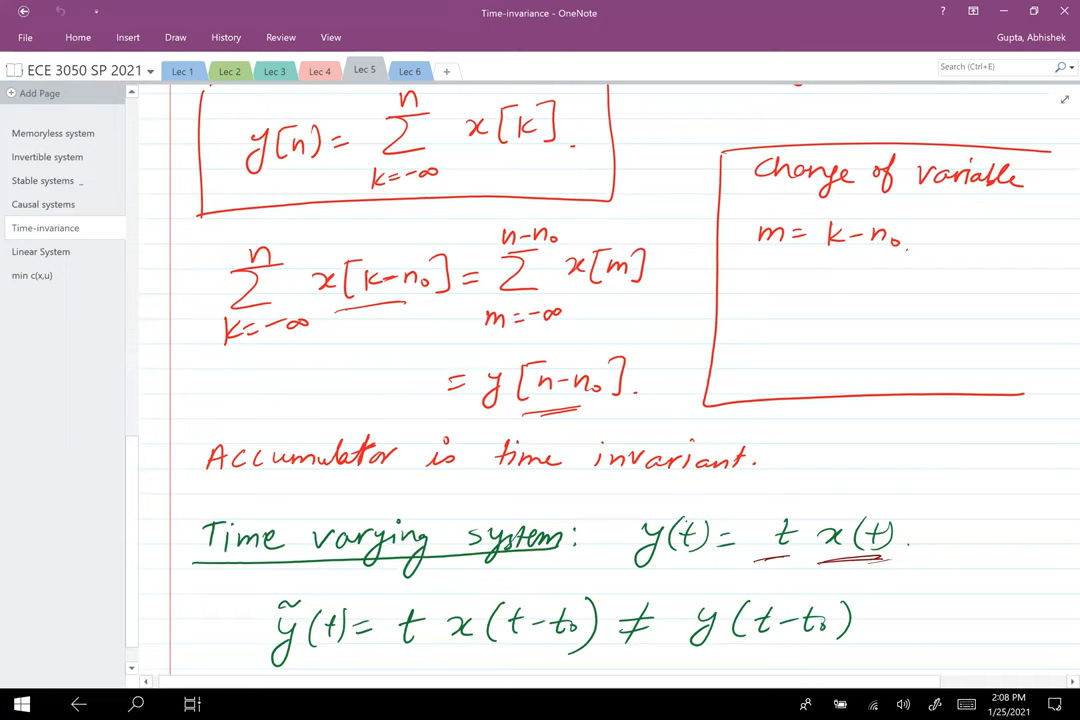 Time-invariance - OneNote
?
File Home Insert Draw History Review View
Gupta, Abhishek
ECE 3050 SP 2021
Lec 1 Lec 2 Lec 3 Lec 4 Lec 5 Lec 6 +
Search (Ctrl+E)
Add Page
Memoryless system
Invertible system
Stable systems _
Causal systems
Time-invariance
Linear System
min c(x,u)
n
y[n] = Σ x[k].
k=-∞
Change of variable
m = k-n₀.
n n-n₀
Σ x[k-n₀] = Σ x[m]
k=-∞ m=-∞
= y[n-n₀].
Accumulator is time invariant.
Time varying system: y(t) = t x(t).
ỹ(t) = t x(t-t₀) ≠ y(t-t₀)
2:08 PM
1/25/2021